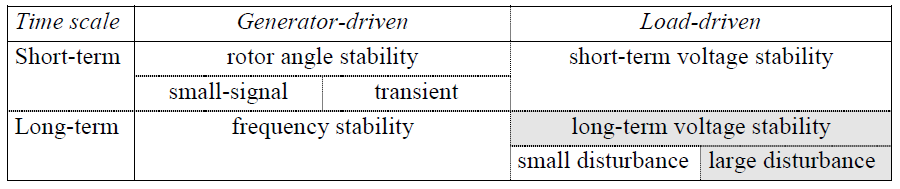 Time scale Generator-driven Load-driven
Short-term rotor angle stability short-term voltage stability
small-signal transient
Long-term frequency stability long-term voltage stability
small disturbance large disturbance